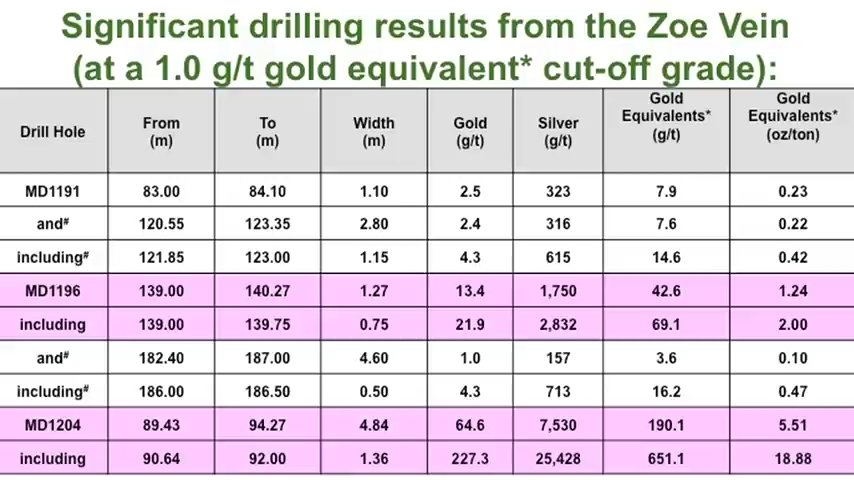 Significant drilling results from the Zoe Vein
(at a 1.0 g/t gold equivalent* cut-off grade):
Drill Hole From (m) To (m) Width (m) Gold (g/t) Silver (g/t) Gold Equivalents* (g/t) Gold Equivalents* (oz/ton)
MD1191 83.00 84.10 1.10 2.5 323 7.9 0.23
and# 120.55 123.35 2.80 2.4 316 7.6 0.22
including# 121.85 123.00 1.15 4.3 615 14.6 0.42
MD1196 139.00 140.27 1.27 13.4 1,750 42.6 1.24
including 139.00 139.75 0.75 21.9 2,832 69.1 2.00
and# 182.40 187.00 4.60 1.0 157 3.6 0.10
including# 186.00 186.50 0.50 4.3 713 16.2 0.47
MD1204 89.43 94.27 4.84 64.6 7,530 190.1 5.51
including 90.64 92.00 1.36 227.3 25,428 651.1 18.88